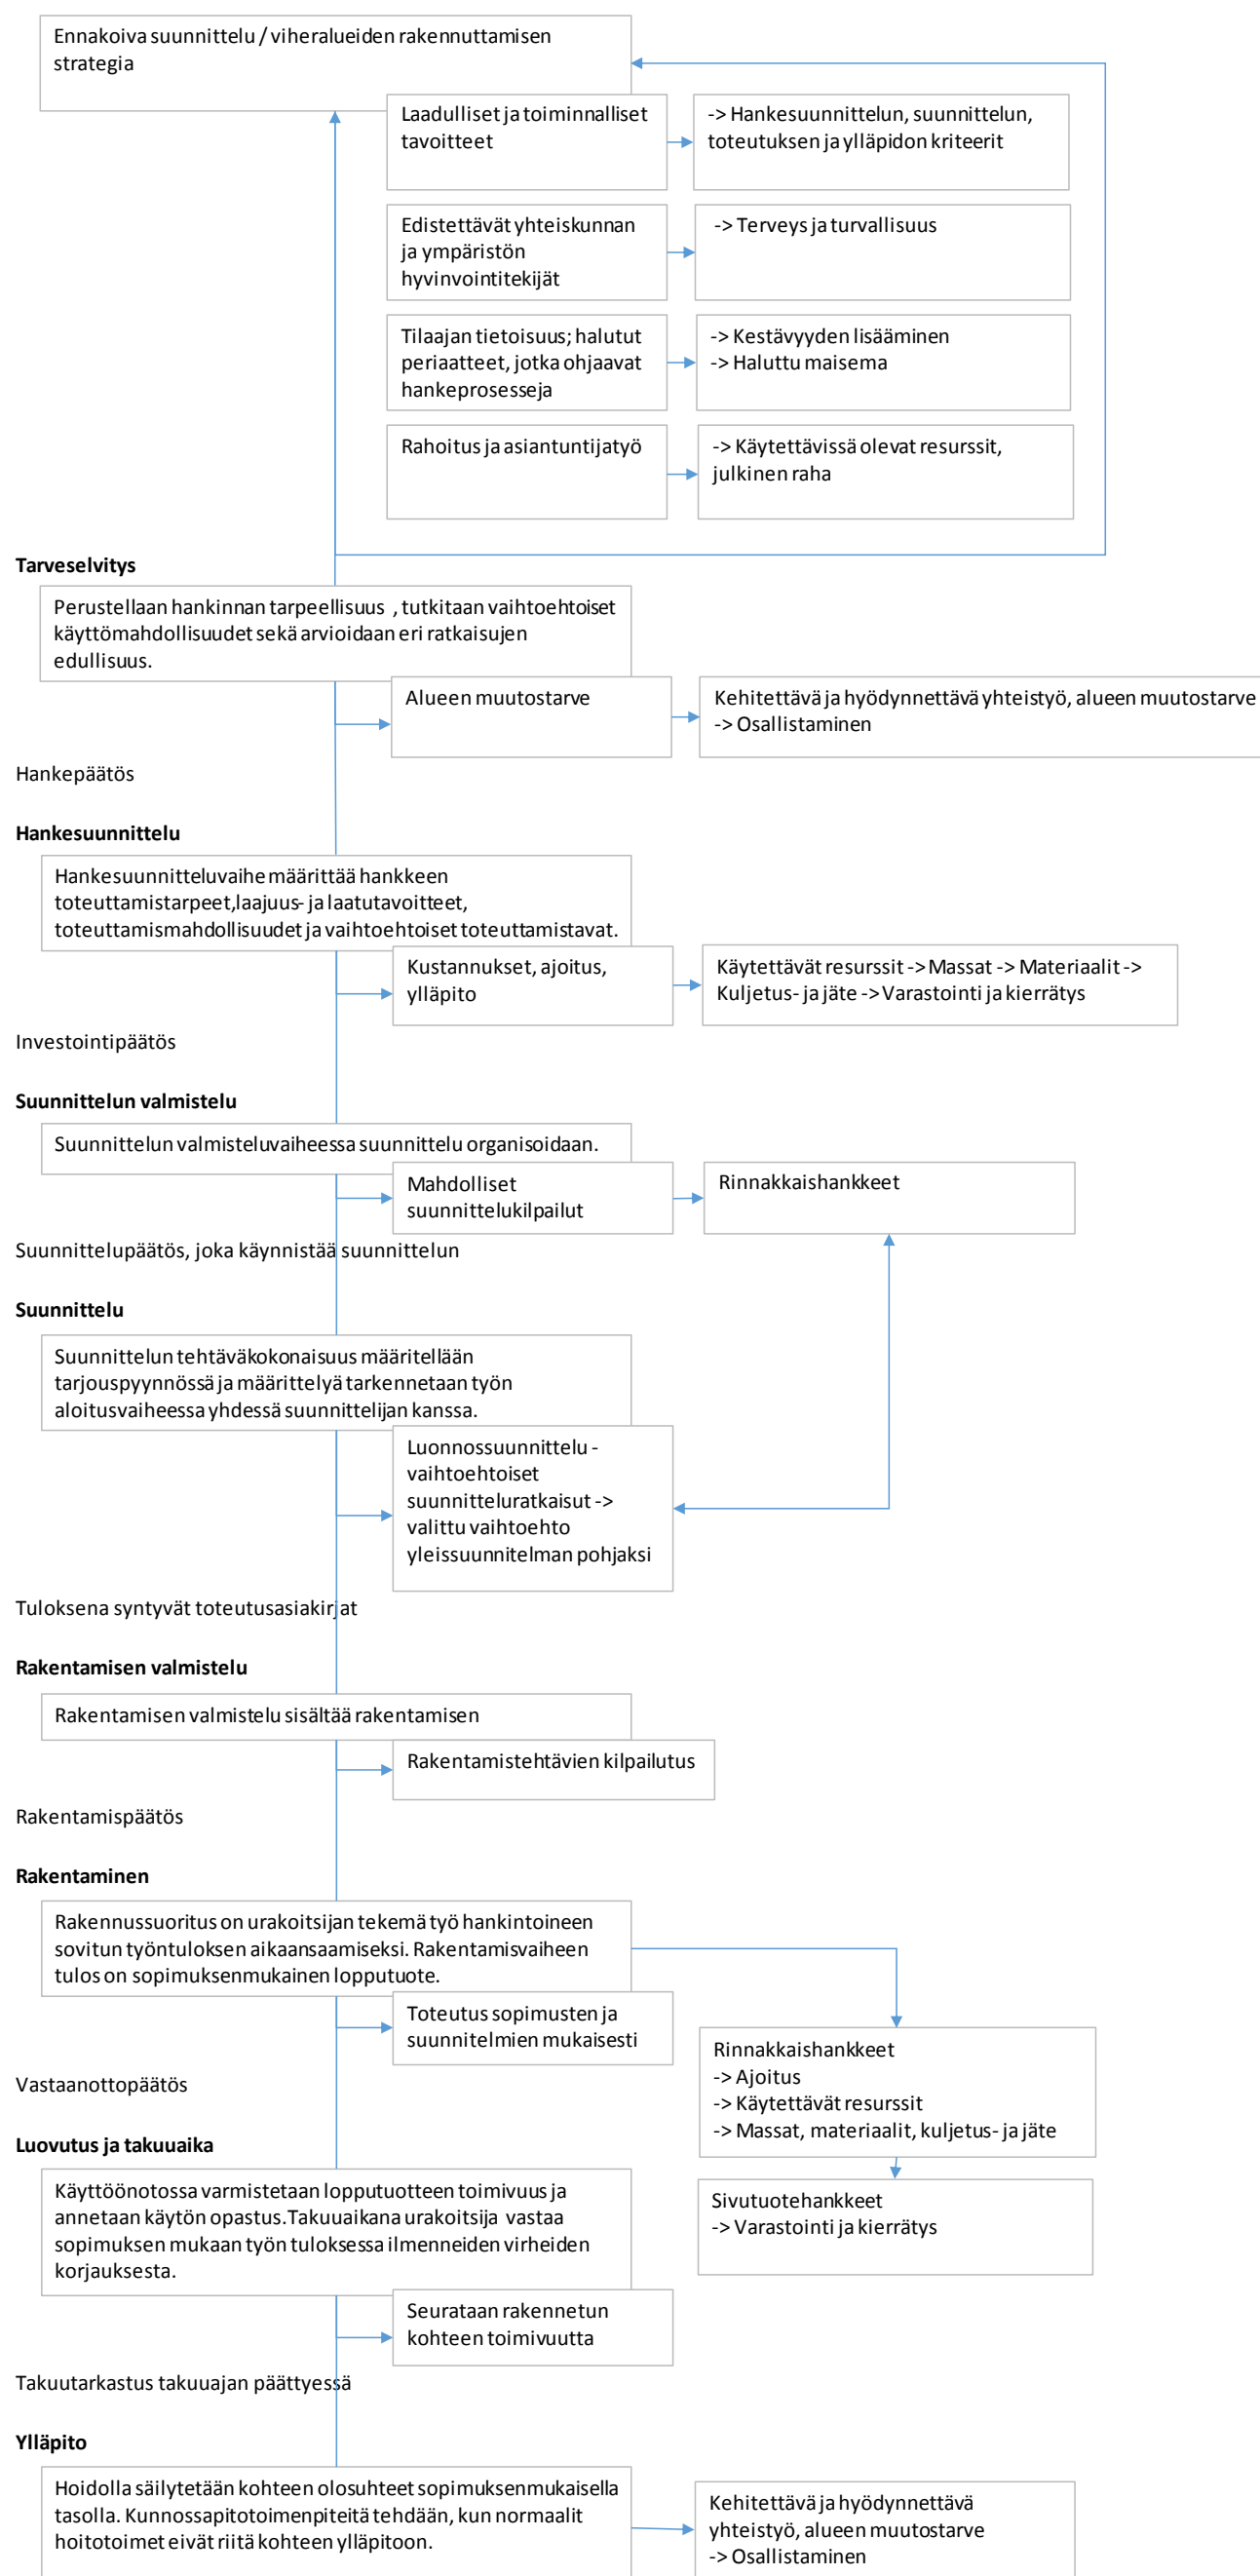 Ennakoiva suunnittelu / viheralueiden rakennuttamisen
strategia
Laadulliset ja toiminnalliset
tavoitteet
-> Hankesuunnittelun, suunnittelun,
toteutuksen ja ylläpidon kriteerit
Edistettävät yhteiskunnan
ja ympäristön
hyvinvointitekijät
-> Terveys ja turvallisuus
Tilaajan tietoisuus; halutut
periaatteet, jotka ohjaavat
hankeprosesseja
-> Kestävyyden lisääminen
-> Haluttu maisema
Rahoitus ja asiantuntijatyö
-> Käytettävissä olevat resurssit,
julkinen raha
Tarveselvitys
Perustellaan hankinnan tarpeellisuus , tutkitaan vaihtoehtoiset
käyttömahdollisuudet sekä arvioidaan eri ratkaisujen
edullisuus.
Alueen muutostarve
Kehitettävä ja hyödynnettävä yhteistyö, alueen muutostarve
-> Osallistaminen
Hankepäätös
Hankesuunnittelu
Hankesuunnitteluvaihe määrittää hankkeen
toteuttamistarpeet,laajuus- ja laatutavoitteet,
toteuttamismahdollisuudet ja vaihtoehtoiset toteuttamistavat.
Kustannukset, ajoitus,
ylläpito
Käytettävät resurssit -> Massat -> Materiaalit ->
Kuljetus- ja jäte -> Varastointi ja kierrätys
Investointipäätös
Suunnittelun valmistelu
Suunnittelun valmisteluvaiheessa suunnittelu organisoidaan.
Mahdolliset
suunnittelukilpailut
Rinnakkaishankkeet
Suunnittelupäätös, joka käynnistää suunnittelun
Suunnittelu
Suunnittelun tehtäväkokonaisuus määritellään
tarjouspyynnössä ja määrittelyä tarkennetaan työn
aloitusvaiheessa yhdessä suunnittelijan kanssa.
Luonnossuunnittelu -
vaihtoehtoiset
suunnitteluratkaisut ->
valittu vaihtoehto
yleissuunnitelman pohjaksi
Tuloksena syntyvät toteutusasiakirjat
Rakentamisen valmistelu
Rakentamisen valmistelu sisältää rakentamisen
Rakentamistehtävien kilpailutus
Rakentamispäätös
Rakentaminen
Rakennussuoritus on urakoitsijan tekemä työ hankintoineen
sovitun työntuloksen aikaansaamiseksi. Rakentamisvaiheen
tulos on sopimuksenmukainen lopputuote.
Toteutus sopimusten ja
suunnitelmien mukaisesti
Rinnakkaishankkeet
-> Ajoitus
-> Käytettävät resurssit
-> Massat, materiaalit, kuljetus- ja jäte
Vastaanottopäätös
Luovutus ja takuuaika
Käyttöönotossa varmistetaan lopputuotteen toimivuus ja
annetaan käytön opastus.Takuuaikana urakoitsija vastaa
sopimuksen mukaan työn tuloksessa ilmenneiden virheiden
korjauksesta.
Sivutuotehankkeet
-> Varastointi ja kierrätys
Seurataan rakennetun
kohteen toimivuutta
Takuutarkastus takuuajan päättyessä
Ylläpito
Hoidolla säilytetään kohteen olosuhteet sopimuksenmukaisella
tasolla. Kunnossapitotoimenpiteitä tehdään, kun normaalit
hoitotoimet eivät riitä kohteen ylläpitoon.
Kehitettävä ja hyödynnettävä
yhteistyö, alueen muutostarve
-> Osallistaminen